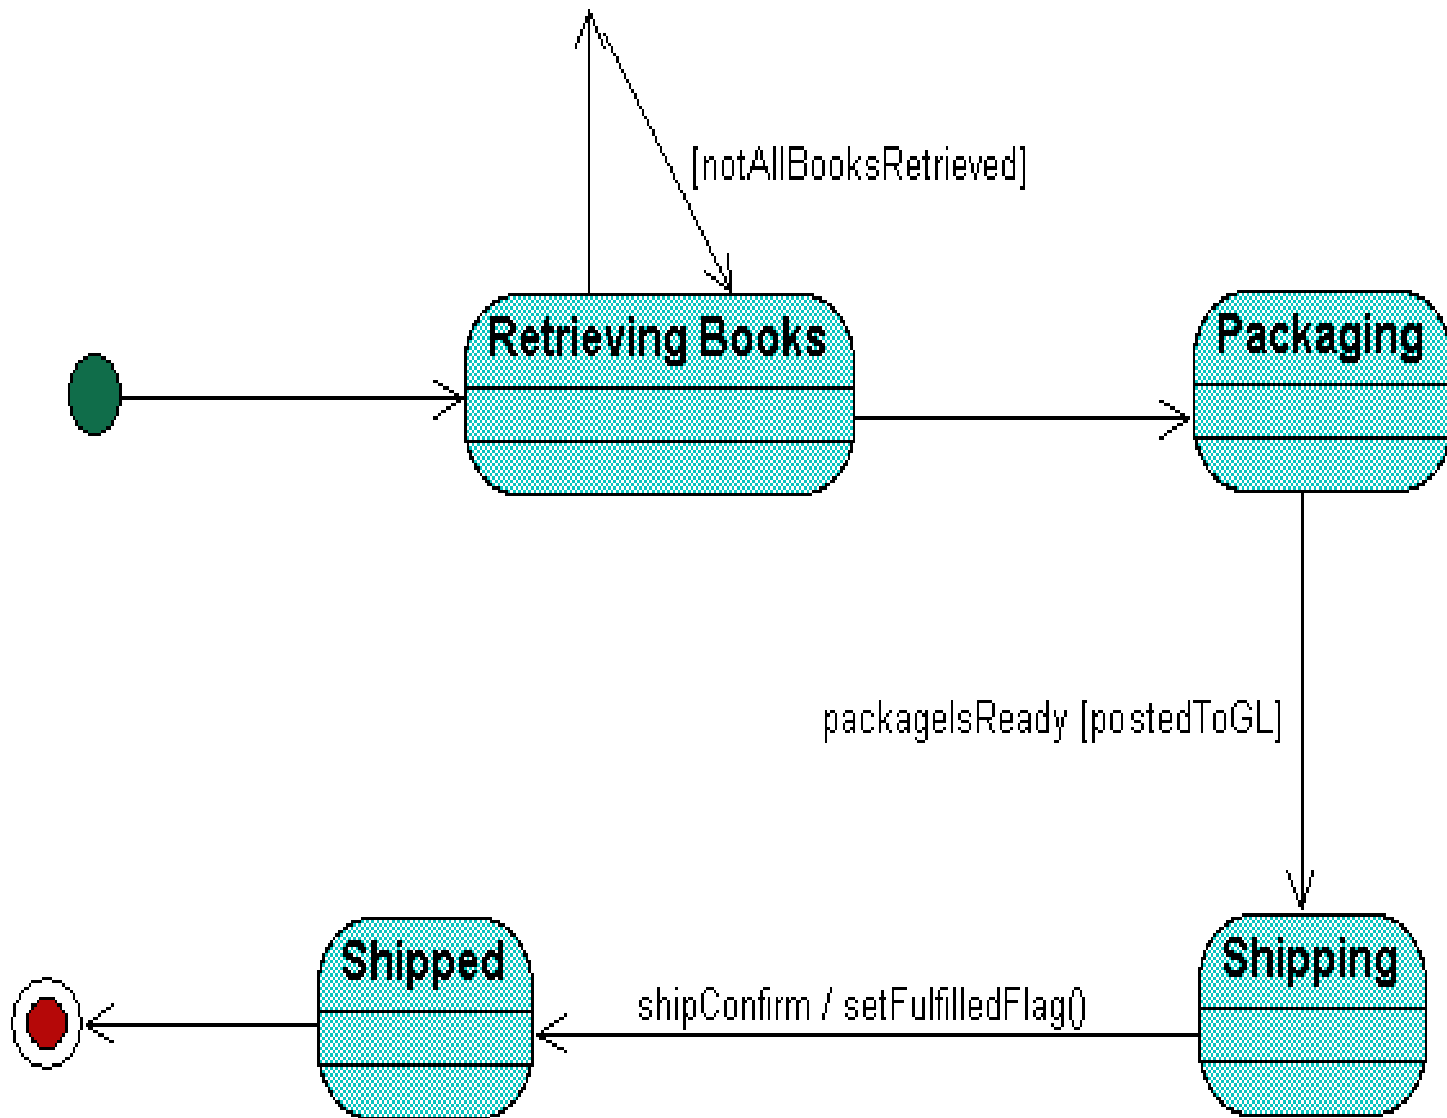 [notAllBooksRetrieved]
Retrieving Books
Packaging
packageIsReady [postedToGL]
Shipped
shipConfirm / setFulfilledFlag()
Shipping